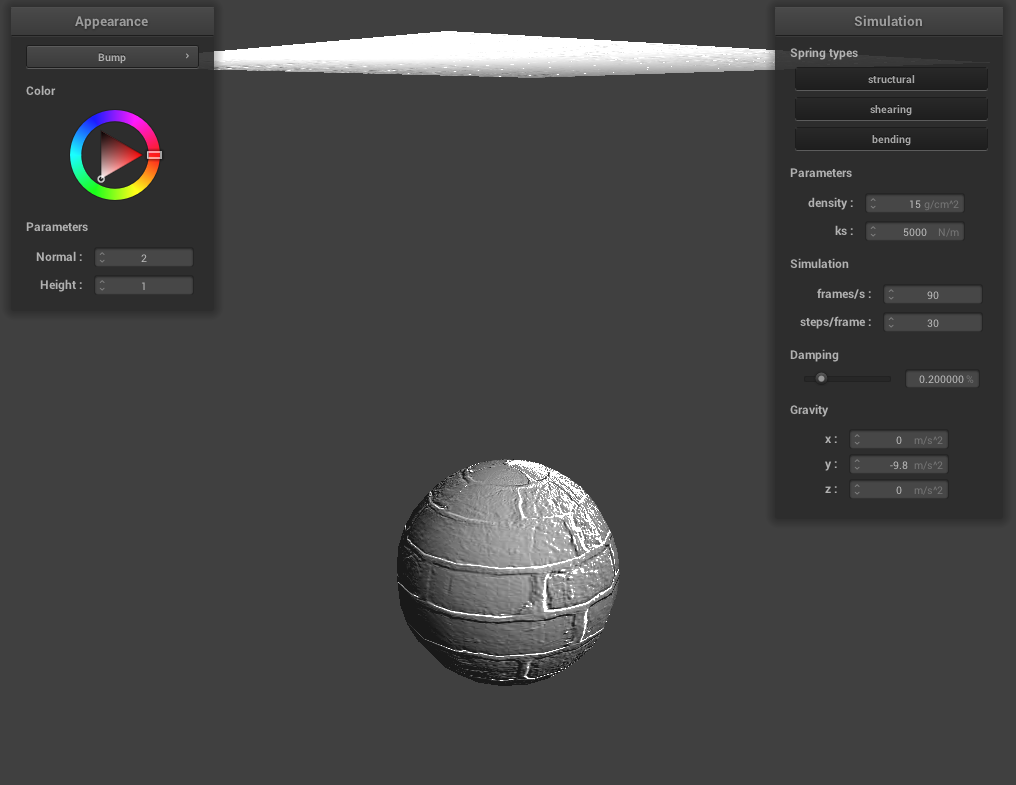 Appearance
Bump
Color
Parameters
Normal : 2
Height : 1
Simulation
Spring types
structural
shearing
bending
Parameters
density : 15 g/cm^2
ks : 5000 N/m
Simulation
frames/s : 90
steps/frame : 30
Damping
0.200000 %
Gravity
x : 0 m/s^2
y : -9.8 m/s^2
z : 0 m/s^2